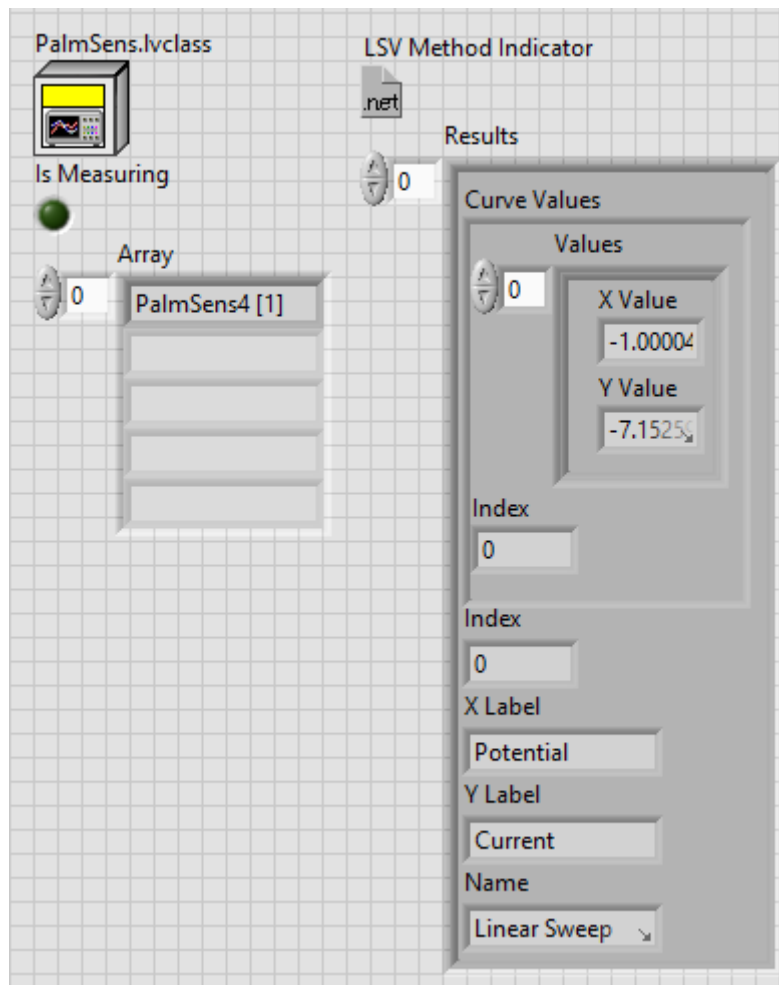 PalmSens.lvclass
LSV Method Indicator
.net
Results
Is Measuring
0
Curve Values
Array
Values
0
0
X Value
PalmSens4 [1]
-1.00004
Y Value
-7.1525
Index
0
Index
0
X Label
Potential
Y Label
Current
Name
Linear Sweep